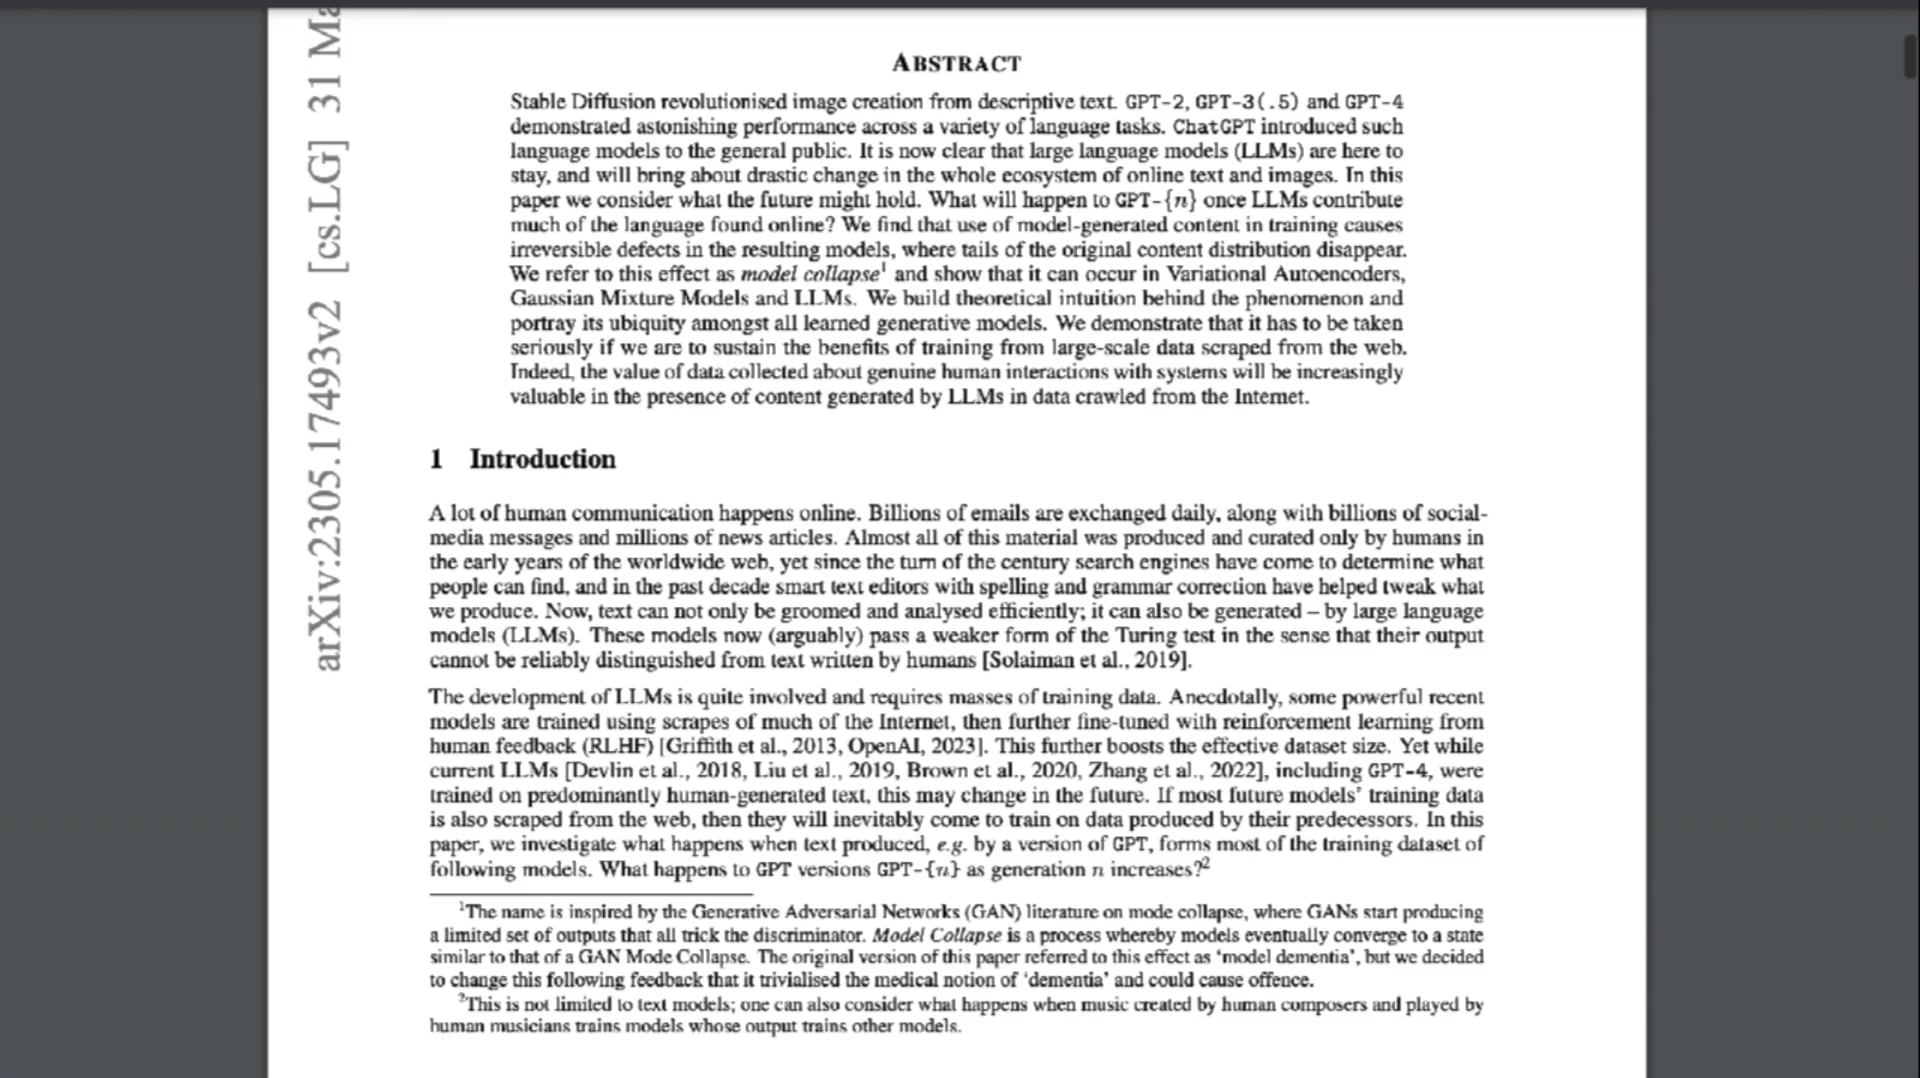 arXiv:2305.17493v2 [cs.LG] 31 Ma
ABSTRACT
Stable Diffusion revolutionised image creation from descriptive text. GPT-2, GPT-3(.5) and GPT-4
demonstrated astonishing performance across a variety of language tasks. ChatGPT introduced such
language models to the general public. It is now clear that large language models (LLMs) are here to
stay, and will bring about drastic change in the whole ecosystem of online text and images. In this
paper we consider what the future might hold. What will happen to GPT-{n} once LLMs contribute
much of the language found online? We find that use of model-generated content in training causes
irreversible defects in the resulting models, where tails of the original content distribution disappear.
We refer to this effect as model collapse¹ and show that it can occur in Variational Autoencoders,
Gaussian Mixture Models and LLMs. We build theoretical intuition behind the phenomenon and
portray its ubiquity amongst all learned generative models. We demonstrate that it has to be taken
seriously if we are to sustain the benefits of training from large-scale data scraped from the web.
Indeed, the value of data collected about genuine human interactions with systems will be increasingly
valuable in the presence of content generated by LLMs in data crawled from the Internet.
1 Introduction
A lot of human communication happens online. Billions of emails are exchanged daily, along with billions of social-
media messages and millions of news articles. Almost all of this material was produced and curated only by humans in
the early years of the worldwide web, yet since the turn of the century search engines have come to determine what
people can find, and in the past decade smart text editors with spelling and grammar correction have helped tweak what
we produce. Now, text can not only be groomed and analysed efficiently; it can also be generated – by large language
models (LLMs). These models now (arguably) pass a weaker form of the Turing test in the sense that their output
cannot be reliably distinguished from text written by humans [Solaiman et al., 2019].
The development of LLMs is quite involved and requires masses of training data. Anecdotally, some powerful recent
models are trained using scrapes of much of the Internet, then further fine-tuned with reinforcement learning from
human feedback (RLHF) [Griffith et al., 2013, OpenAI, 2023]. This further boosts the effective dataset size. Yet while
current LLMs [Devlin et al., 2018, Liu et al., 2019, Brown et al., 2020, Zhang et al., 2022], including GPT-4, were
trained on predominantly human-generated text, this may change in the future. If most future models' training data
is also scraped from the web, then they will inevitably come to train on data produced by their predecessors. In this
paper, we investigate what happens when text produced, e.g. by a version of GPT, forms most of the training dataset of
following models. What happens to GPT versions GPT-{n} as generation n increases?²
¹The name is inspired by the Generative Adversarial Networks (GAN) literature on mode collapse, where GANs start producing
a limited set of outputs that all trick the discriminator. Model Collapse is a process whereby models eventually converge to a state
similar to that of a GAN Mode Collapse. The original version of this paper referred to this effect as 'model dementia', but we decided
to change this following feedback that it trivialised the medical notion of 'dementia' and could cause offence.
²This is not limited to text models; one can also consider what happens when music created by human composers and played by
human musicians trains models whose output trains other models.